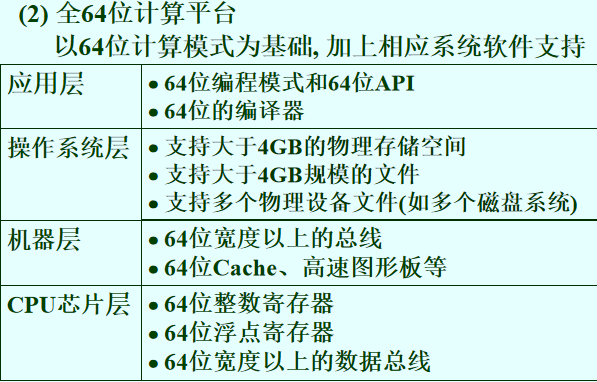 (2) 全64位计算平台
以64位计算模式为基础, 加上相应系统软件支持
应用层
• 64位编程模式和64位API
• 64位的编译器
操作系统层
• 支持大于4GB的物理存储空间
• 支持大于4GB规模的文件
• 支持多个物理设备文件(如多个磁盘系统)
机器层
• 64位宽度以上的总线
• 64位Cache、高速图形板等
CPU芯片层
• 64位整数寄存器
• 64位浮点寄存器
• 64位宽度以上的数据总线